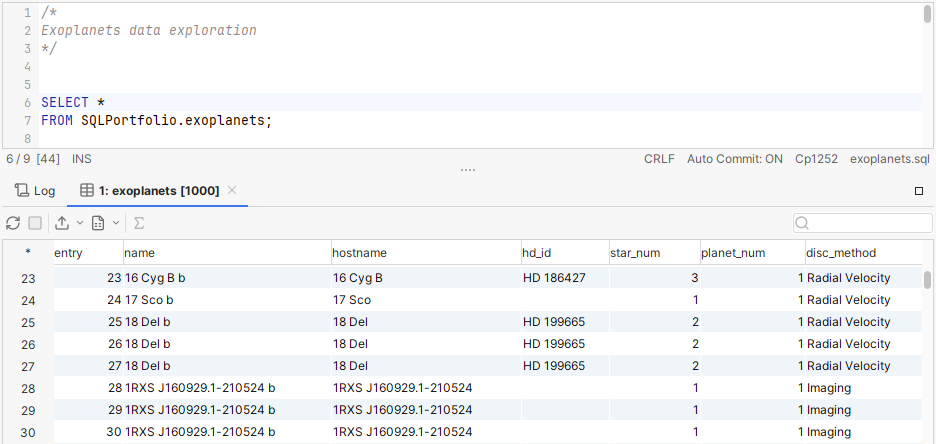 1 /*
2 Exoplanets data exploration
3 */
4
5
6 SELECT *
7 FROM SQLPortfolio.exoplanets;
8
6 / 9 [44] INS CRLF Auto Commit: ON Cp1252 exoplanets.sql
Log 1: exoplanets [1000]
* entry name hostname hd_id star_num planet_num disc_method
23 23 16 Cyg B b 16 Cyg B HD 186427 3 1 Radial Velocity
24 24 17 Sco b 17 Sco 1 1 Radial Velocity
25 25 18 Del b 18 Del HD 199665 2 1 Radial Velocity
26 26 18 Del b 18 Del HD 199665 2 1 Radial Velocity
27 27 18 Del b 18 Del HD 199665 2 1 Radial Velocity
28 28 1RXS J160929.1-210524 b 1RXS J160929.1-210524 1 1 Imaging
29 29 1RXS J160929.1-210524 b 1RXS J160929.1-210524 1 1 Imaging
30 30 1RXS J160929.1-210524 b 1RXS J160929.1-210524 1 1 Imaging